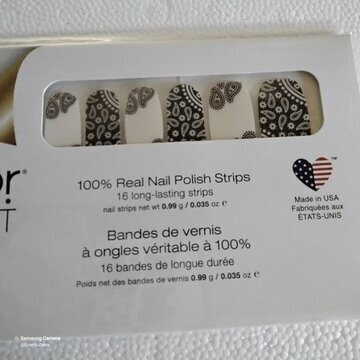 or
T
100% Real Nail Polish Strips
16 long-lasting strips
nail strips net wt 0.99 g / 0.035 oz ℮
Made in USA
Fabriquées aux
ÉTATS-UNIS
Bandes de vernis
à ongles véritable à 100%
16 bandes de longue durée
Poids net des bandes de vernis 0.99 g / 0.035 oz ℮
Samsung Camera